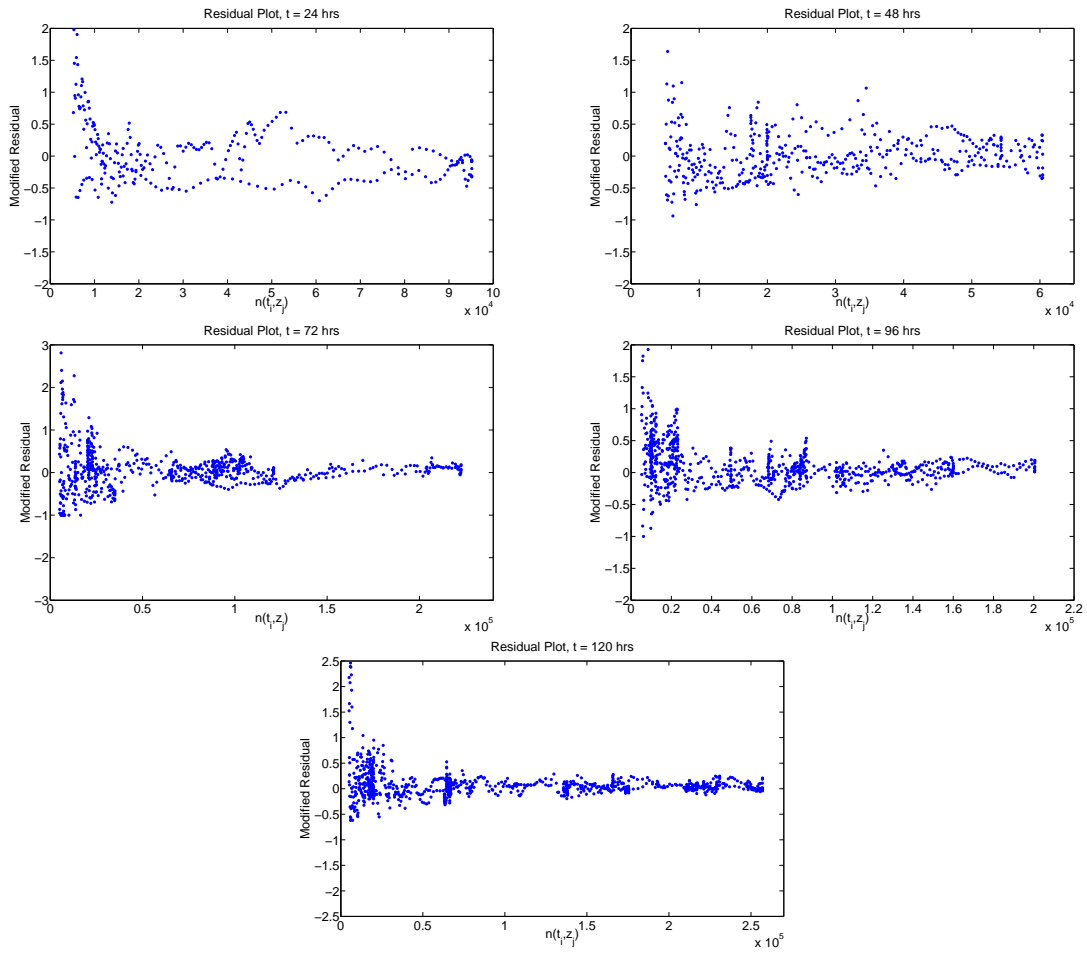 Residual Plot, t = 24 hrs
2
1.5
1
0.5
0
−0.5
−1
−1.5
−2
Modified Residual
0 1 2 3 4 5 6 7 8 9 10
n(t_i,z_j)
x 10^4
Residual Plot, t = 48 hrs
2
1.5
1
0.5
0
−0.5
−1
−1.5
−2
Modified Residual
0 1 2 3 4 5 6
n(t_i,z_j)
x 10^4
Residual Plot, t = 72 hrs
3
2
1
0
−1
−2
−3
Modified Residual
0 0.5 1 1.5 2
n(t_i,z_j)
x 10^5
Residual Plot, t = 96 hrs
2
1.5
1
0.5
0
−0.5
−1
−1.5
−2
Modified Residual
0 0.2 0.4 0.6 0.8 1 1.2 1.4 1.6 1.8 2 2.2
n(t_i,z_j)
x 10^5
Residual Plot, t = 120 hrs
2.5
2
1.5
1
0.5
0
−0.5
−1
−1.5
−2
−2.5
Modified Residual
0 0.5 1 1.5 2 2.5
n(t_i,z_j)
x 10^5